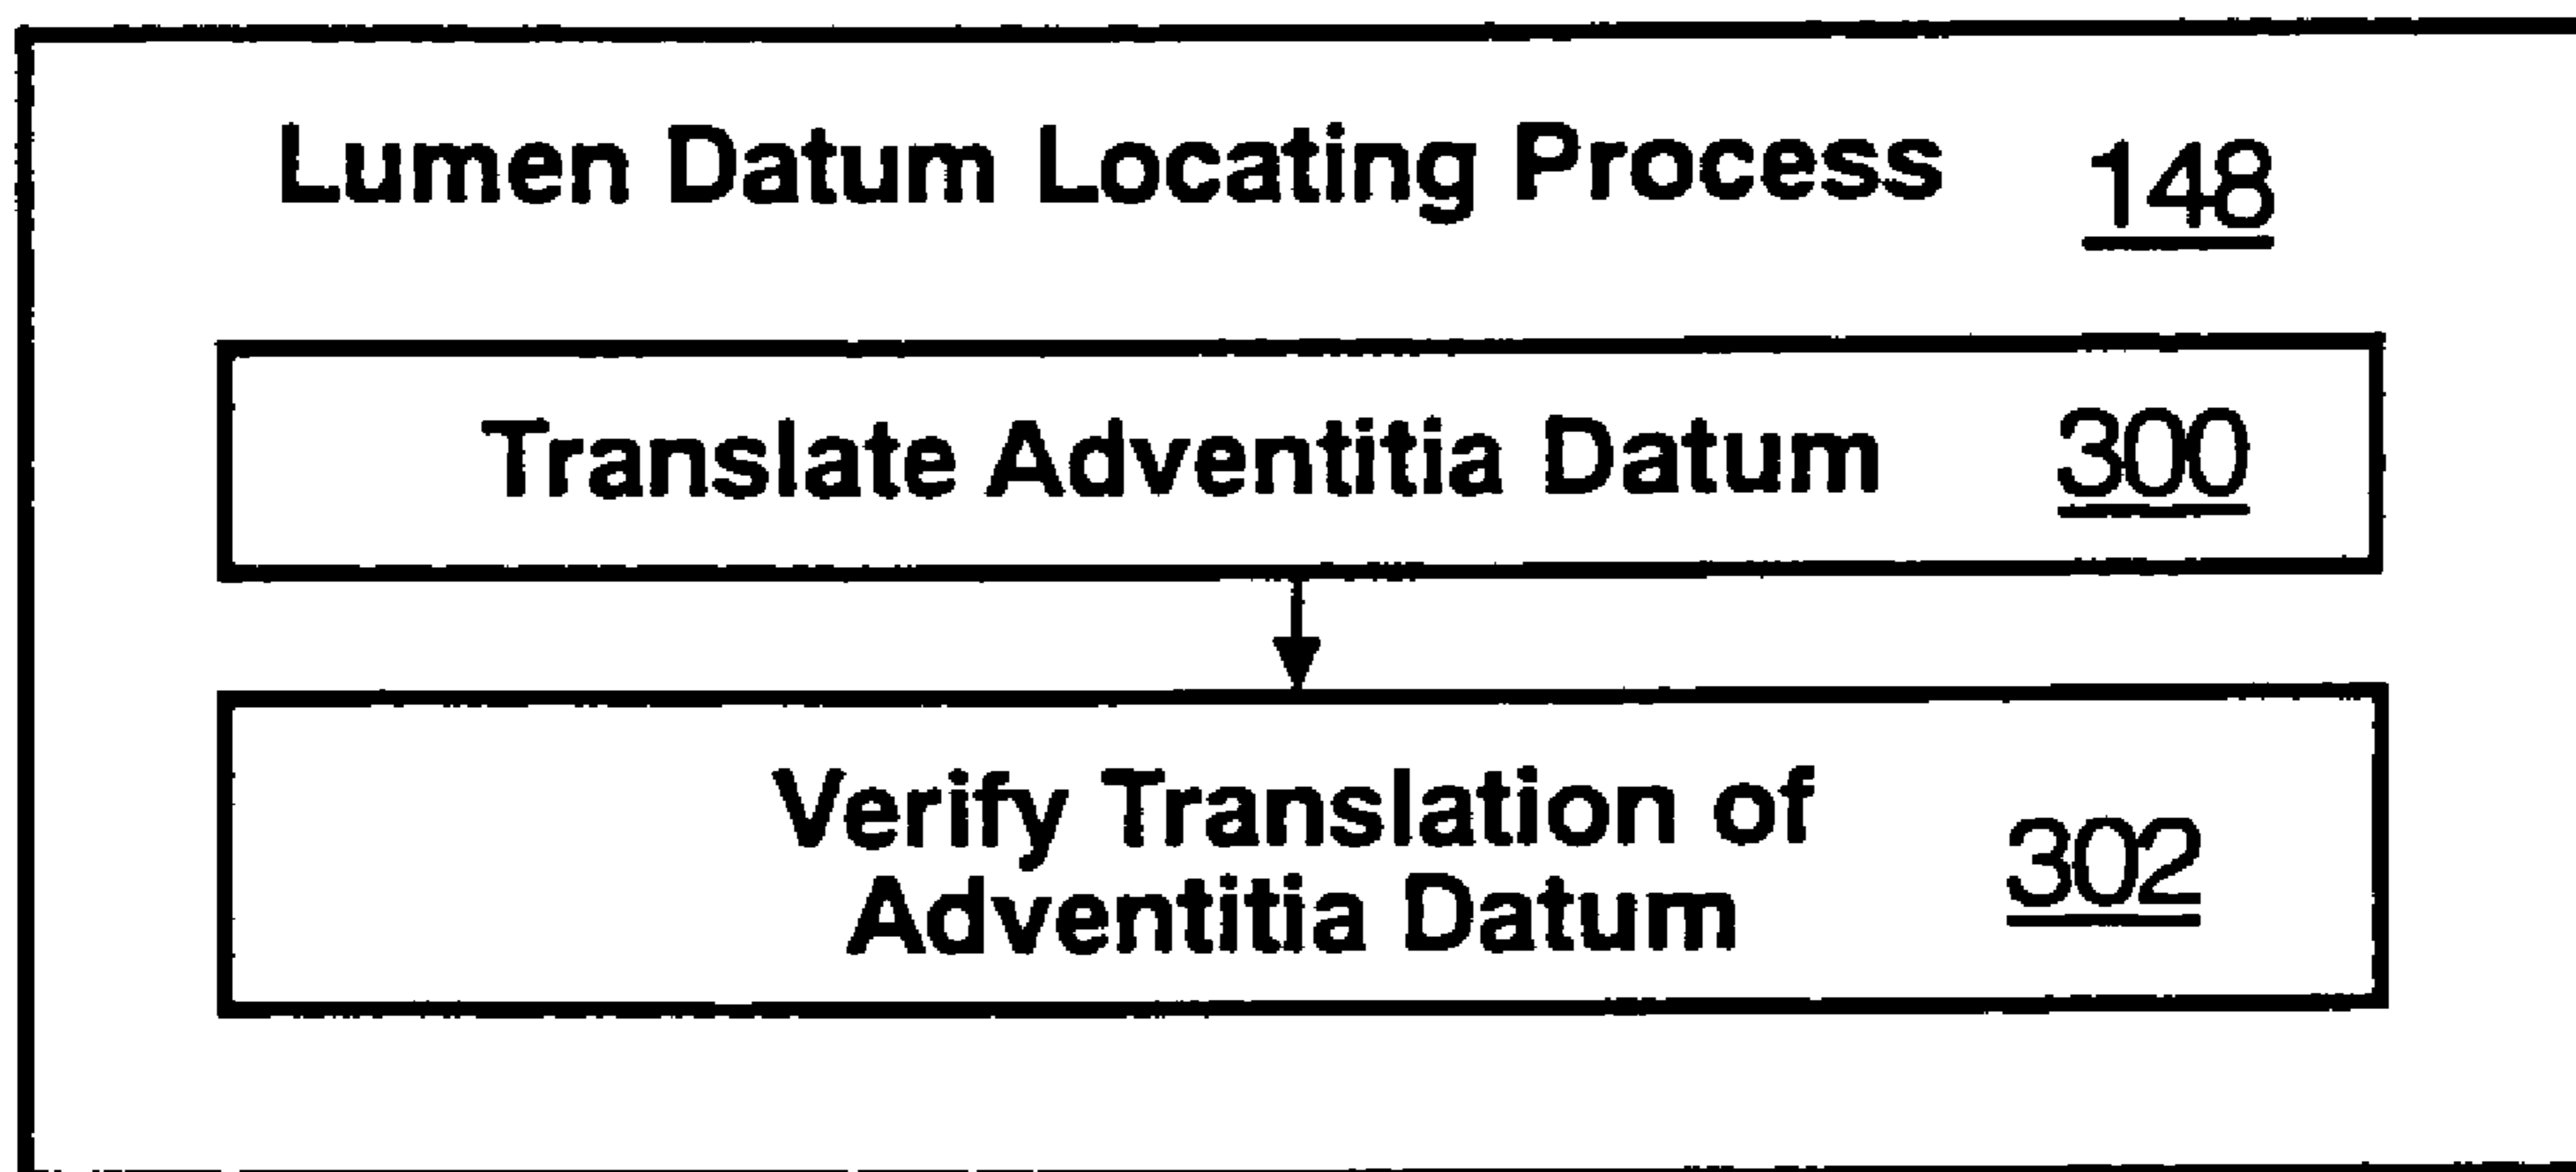 Lumen Datum Locating Process 148
Translate Adventitia Datum 300
Verify Translation of
Adventitia Datum 302